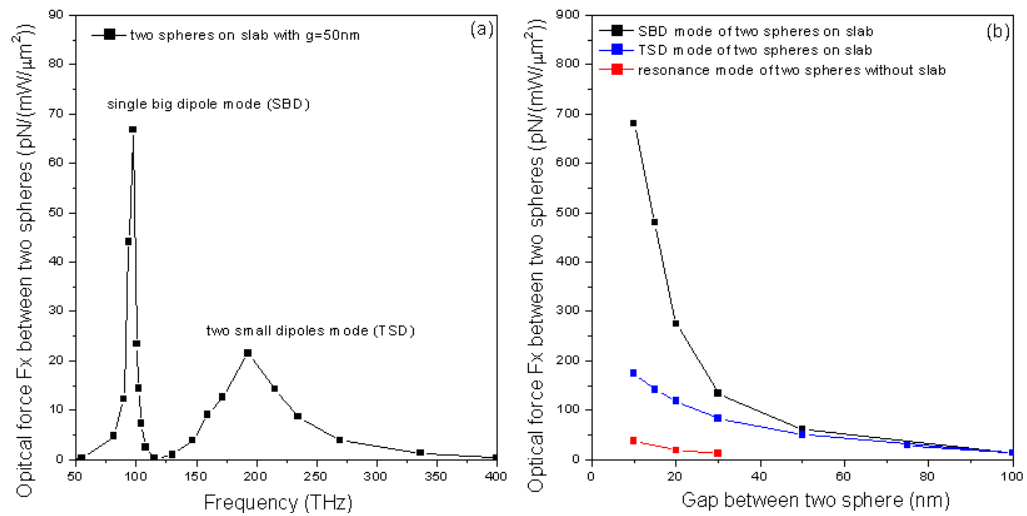 (a)
two spheres on slab with g=50nm
single big dipole mode (SBD)
two small dipoles mode (TSD)
90
80
70
60
50
40
30
20
10
0
50
100
150
200
250
300
350
400
Opitcal force Fx between two spheres (pN/(mW/μm²))
Frequency (THz)
(b)
SBD mode of two spheres on slab
TSD mode of two spheres on slab
resonance mode of two spheres without slab
900
800
700
600
500
400
300
200
100
0
0
20
40
60
80
100
Optical force Fx between two spheres (pN/(mW/μm²))
Gap between two sphere (nm)